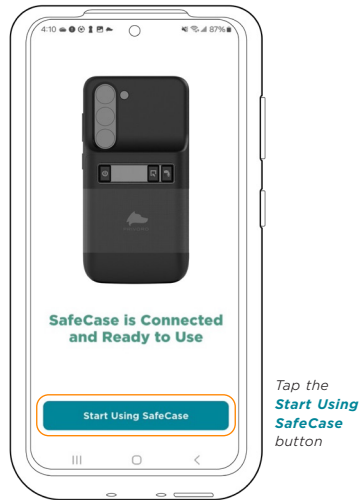 4:10
87%
SafeCase is Connected
and Ready to Use
Start Using SafeCase
Tap the
Start Using
SafeCase
button